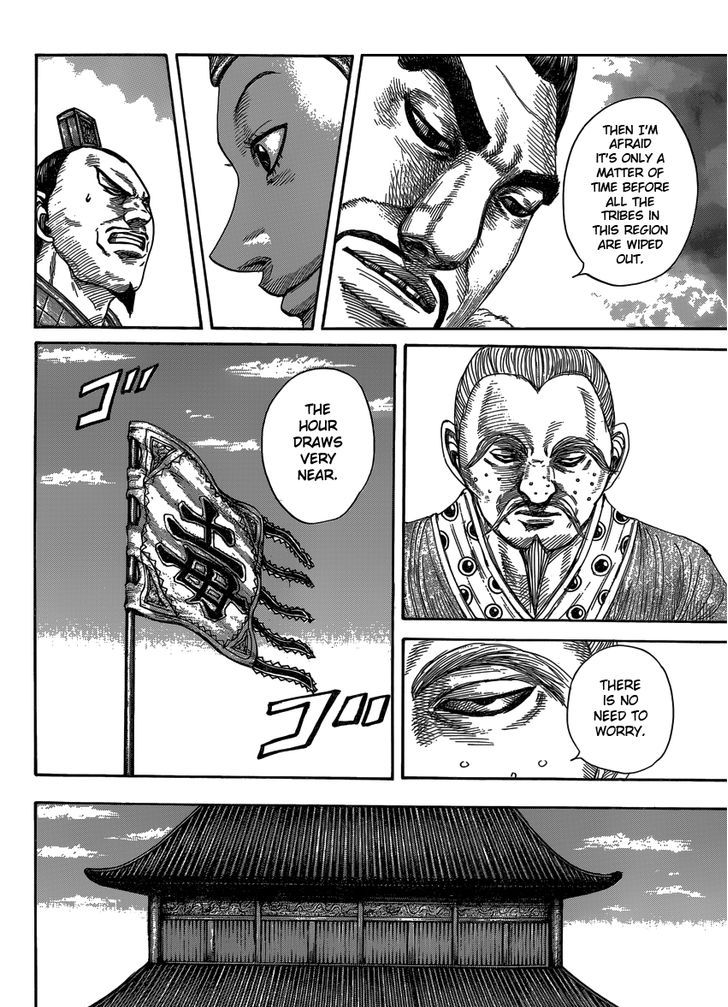 THEN I'M
AFRAID
IT'S ONLY A
MATTER OF
TIME BEFORE
ALL THE
TRIBES IN
THIS REGION
ARE WIPED
OUT.
THERE
IS NO
NEED TO
WORRY.
THE
HOUR
DRAWS
VERY
NEAR.
ゴ
毐
ゴ